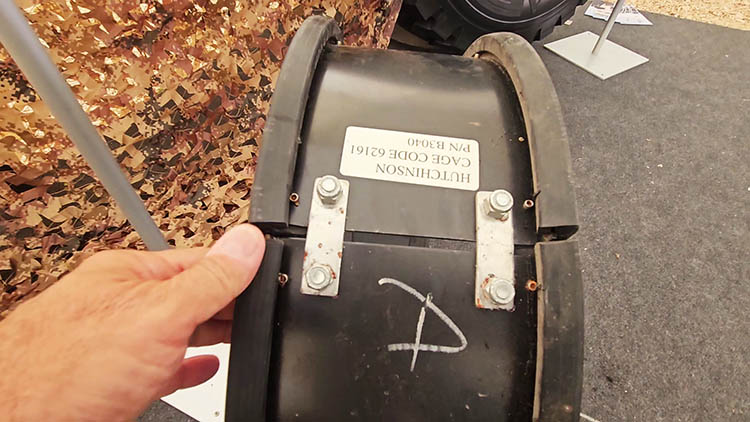 HUTCHINSON
CAGE CODE 62161
P/N B3040